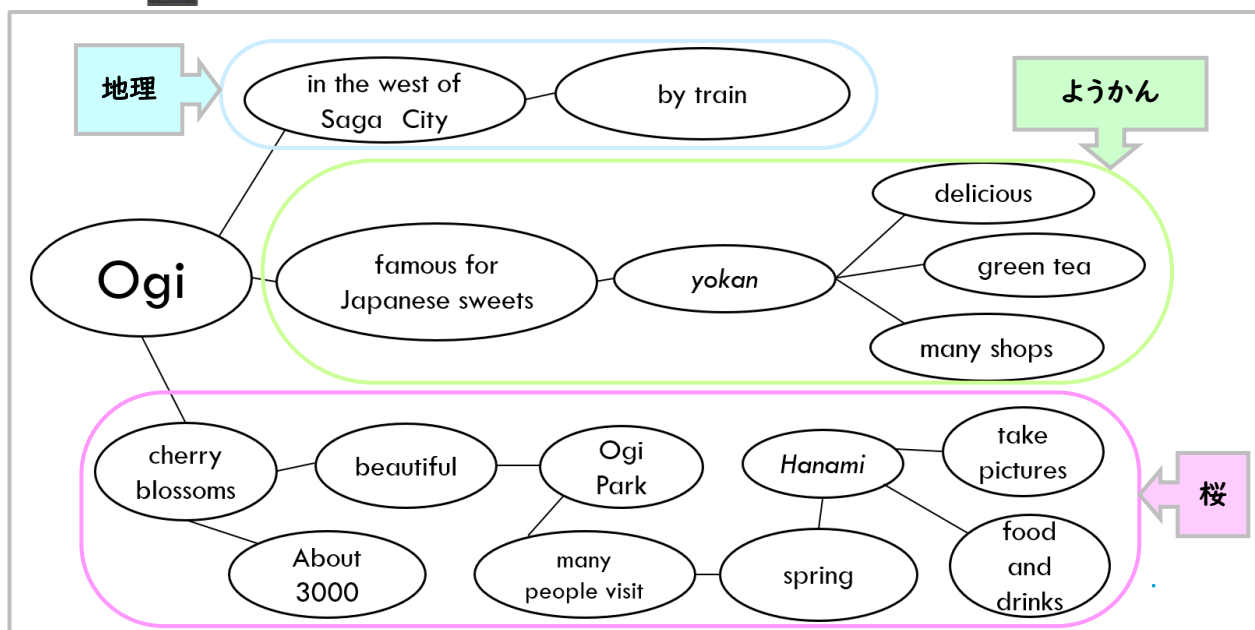 地理
in the west of
Saga City
by train
ようかん
Ogi
famous for
Japanese sweets
yokan
delicious
green tea
many shops
cherry
blossoms
beautiful
Ogi
Park
Hanami
take
pictures
桜
About
3000
many
people visit
spring
food
and
drinks